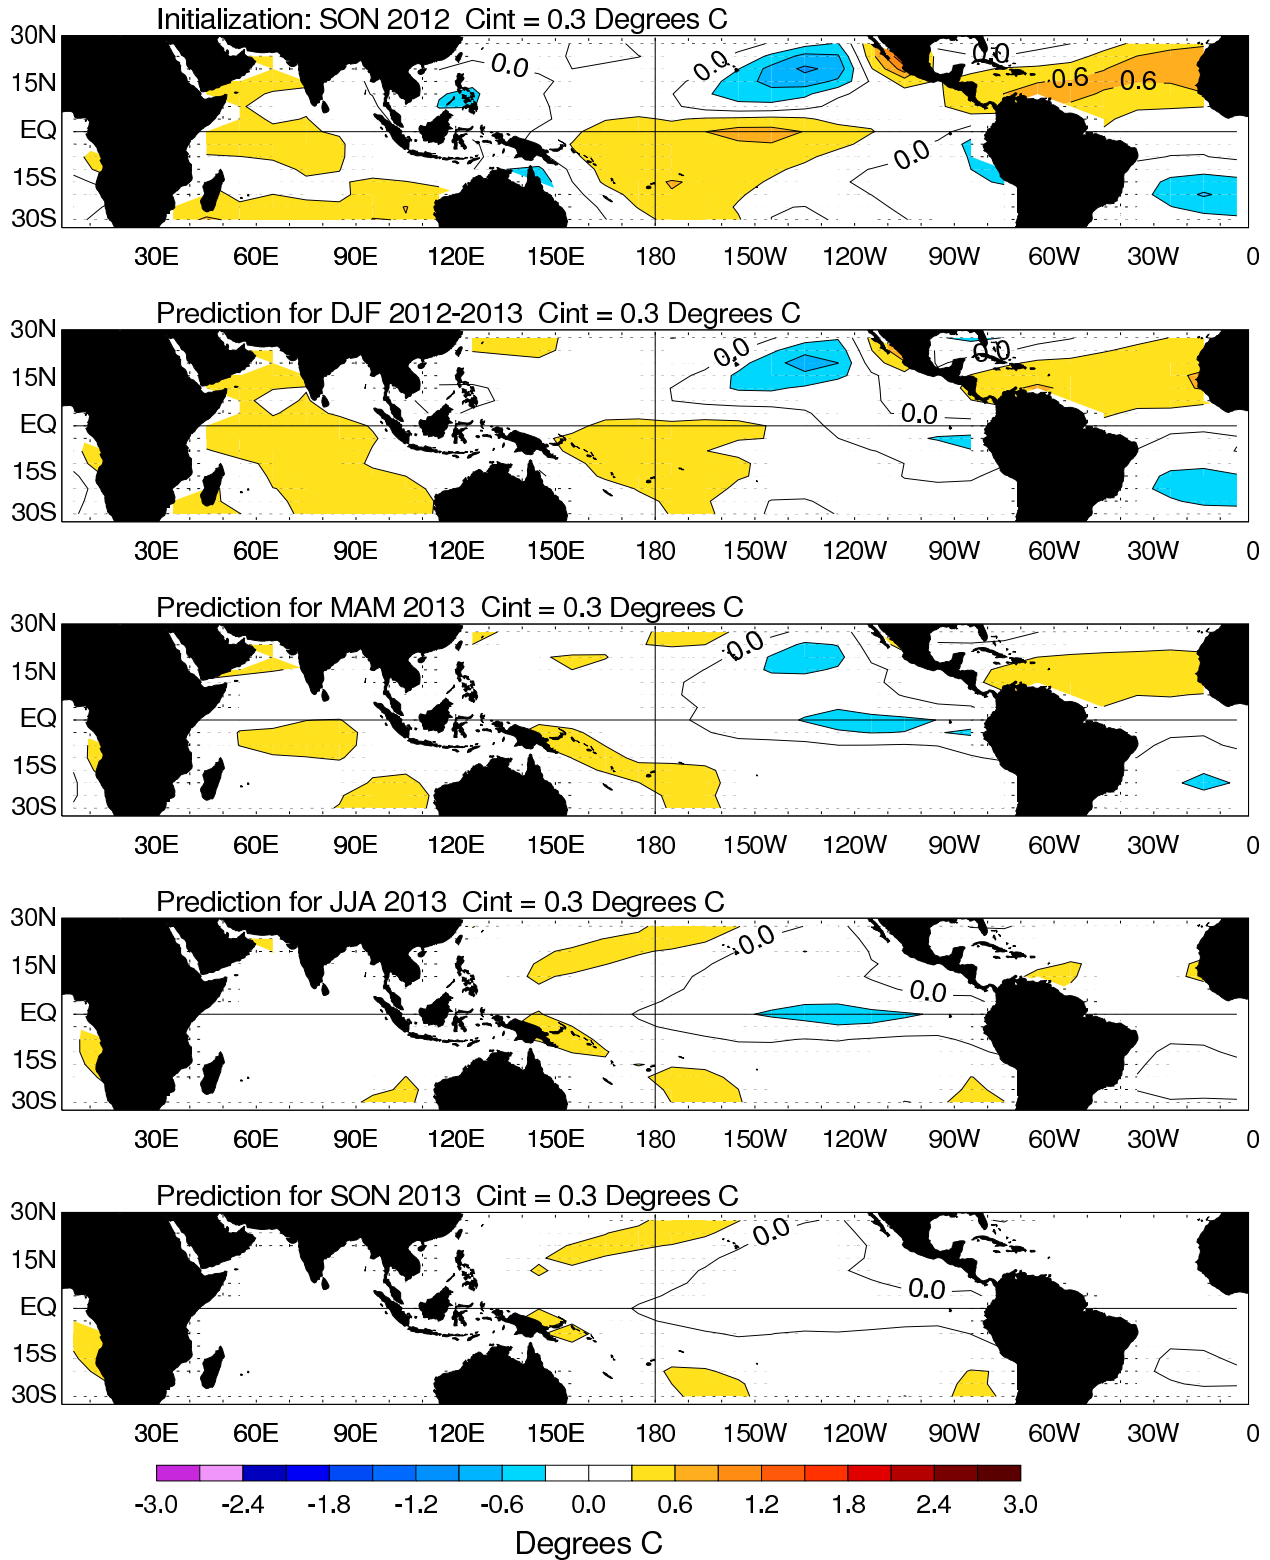 Initialization: SON 2012  Cint = 0.3 Degrees C
30N
15N
EQ
15S
30S
0.0
0.0
0.0
0.6
0.6
0.0
30E 60E 90E 120E 150E 180 150W 120W 90W 60W 30W 0
Prediction for DJF 2012-2013  Cint = 0.3 Degrees C
30N
15N
EQ
15S
30S
0.0
0.0
0.0
30E 60E 90E 120E 150E 180 150W 120W 90W 60W 30W 0
Prediction for MAM 2013  Cint = 0.3 Degrees C
30N
15N
EQ
15S
30S
0.0
30E 60E 90E 120E 150E 180 150W 120W 90W 60W 30W 0
Prediction for JJA 2013  Cint = 0.3 Degrees C
30N
15N
EQ
15S
30S
0.0
0.0
30E 60E 90E 120E 150E 180 150W 120W 90W 60W 30W 0
Prediction for SON 2013  Cint = 0.3 Degrees C
30N
15N
EQ
15S
30S
0.0
0.0
30E 60E 90E 120E 150E 180 150W 120W 90W 60W 30W 0
-3.0 -2.4 -1.8 -1.2 -0.6 0.0 0.6 1.2 1.8 2.4 3.0
Degrees C